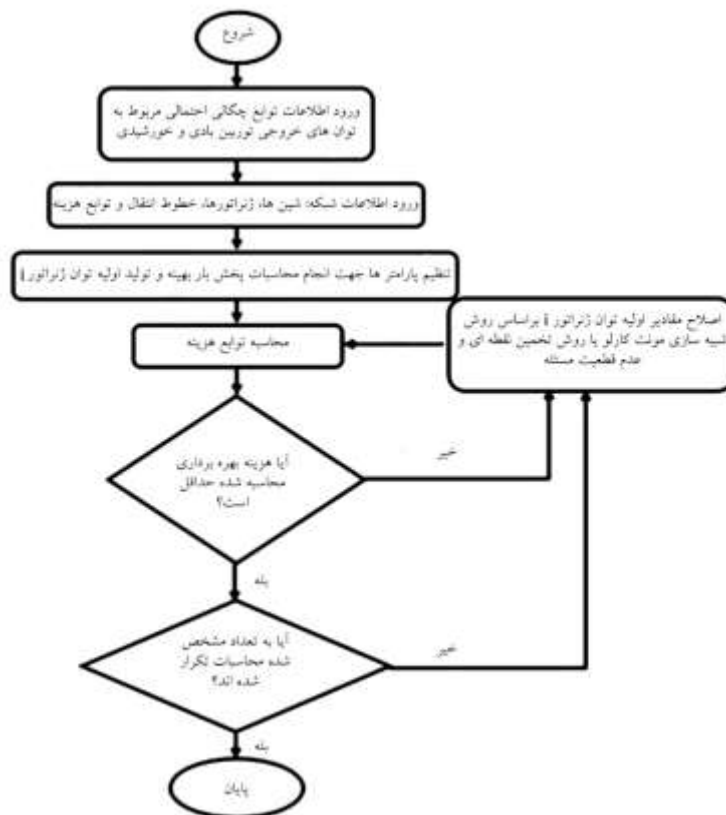 شروع
ورود اطلاعات توابع چگالی احتمالی مربوط به
توان های خروجی توربین بادی و خورشیدی
ورود اطلاعات شبکه: شین ها، ژنراتورها، خطوط انتقال و توابع هزینه
تنظیم پارامتر ها جهت انجام محاسبات پخش بار بهینه و تولید اولیه توان ژنراتور i
اصلاح مقادیر اولیه توان ژنراتور i براساس روش
شبیه سازی مونت کارلو یا روش تخمین نقطه ای و
عدم قطعیت مسئله
محاسبه توابع هزینه
آیا هزینه بهره برداری
محاسبه شده حداقل
است؟
خیر
بله
آیا به تعداد مشخص
شده محاسبات تکرار
شده اند؟
خیر
بله
پایان